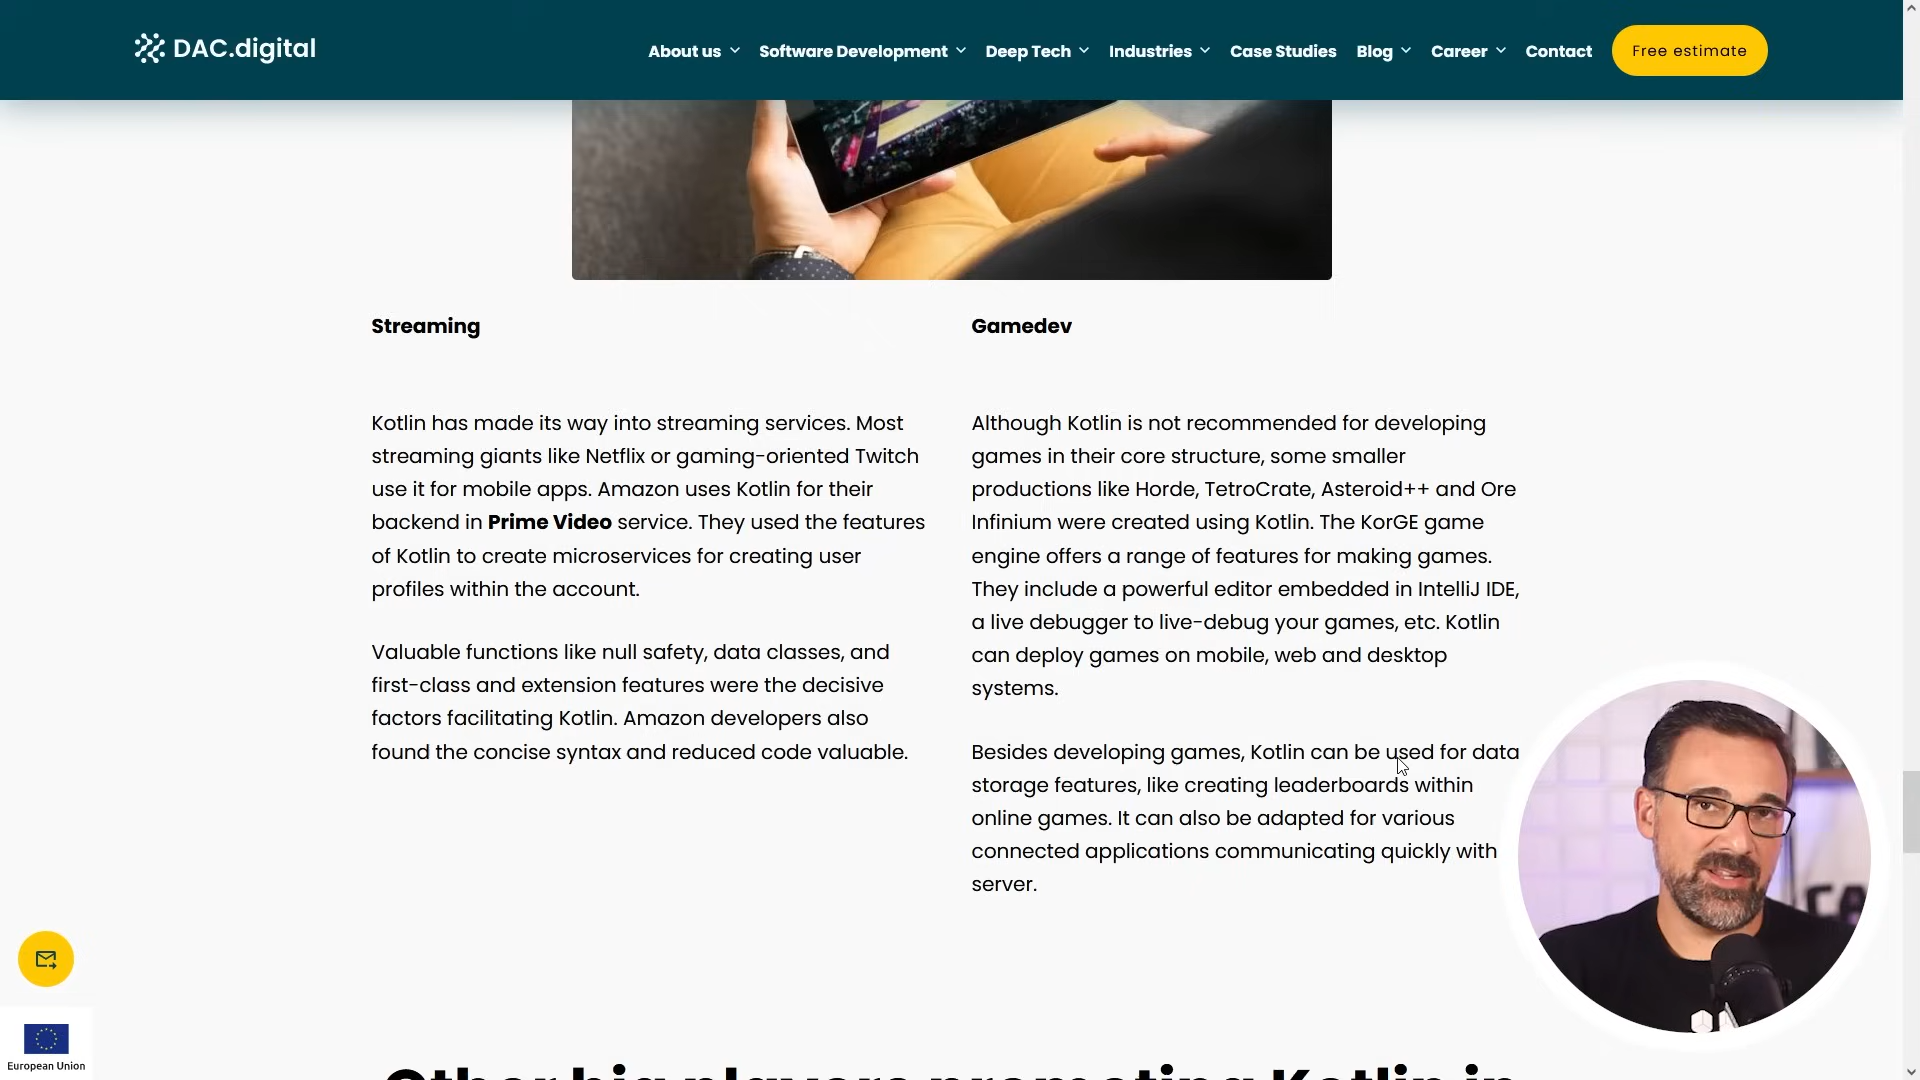 DAC.digital
About us
Software Development
Deep Tech
Industries
Case Studies
Blog
Career
Contact
Free estimate
Streaming
Kotlin has made its way into streaming services. Most
streaming giants like Netflix or gaming-oriented Twitch
use it for mobile apps. Amazon uses Kotlin for their
backend in Prime Video service. They used the features
of Kotlin to create microservices for creating user
profiles within the account.
Valuable functions like null safety, data classes, and
first-class and extension features were the decisive
factors facilitating Kotlin. Amazon developers also
found the concise syntax and reduced code valuable.
Gamedev
Although Kotlin is not recommended for developing
games in their core structure, some smaller
productions like Horde, TetroCrate, Asteroid++ and Ore
Infinium were created using Kotlin. The KorGE game
engine offers a range of features for making games.
They include a powerful editor embedded in IntelliJ IDE,
a live debugger to live-debug your games, etc. Kotlin
can deploy games on mobile, web and desktop
systems.
Besides developing games, Kotlin can be used for data
storage features, like creating leaderboards within
online games. It can also be adapted for various
connected applications communicating quickly with
server.
European Union
Other big players promoting Kotlin in